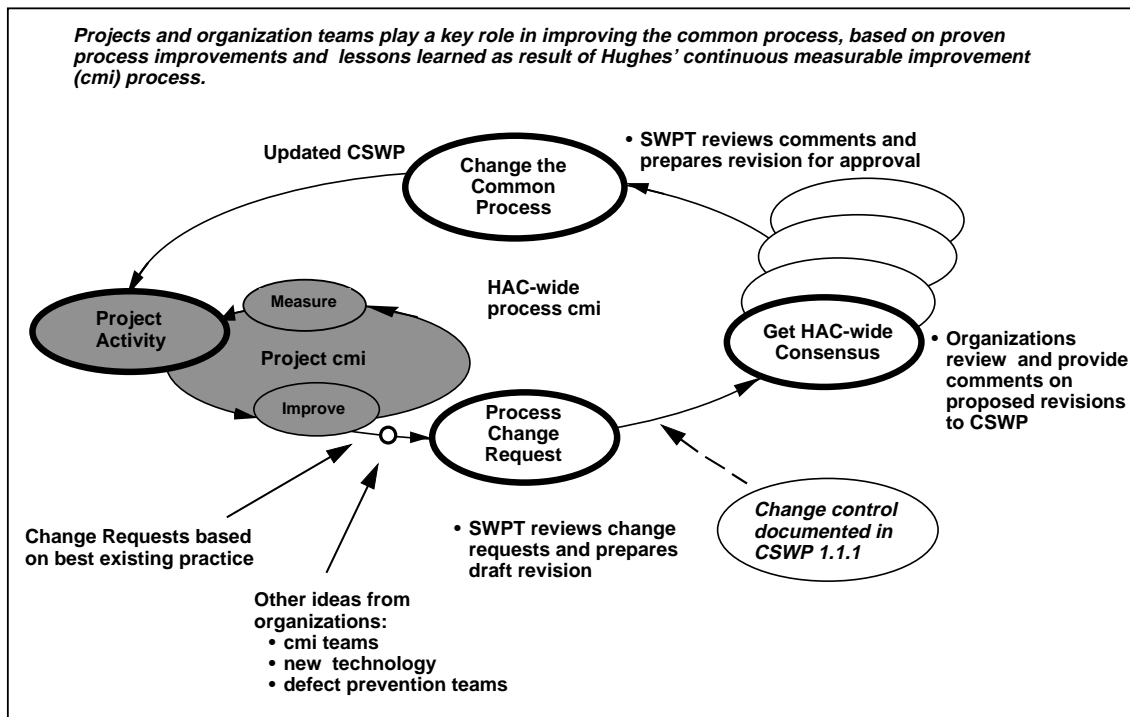 Projects and organization teams play a key role in improving the common process, based on proven
process improvements and lessons learned as result of Hughes' continuous measurable improvement
(cmi) process.
Updated CSWP
Change the
Common
Process
• SWPT reviews comments and
prepares revision for approval
HAC-wide
process cmi
Measure
Project
Activity
Project cmi
Improve
Get HAC-wide
Consensus
• Organizations
review and provide
comments on
proposed revisions
to CSWP
Process
Change
Request
Change Requests based
on best existing practice
• SWPT reviews change
requests and prepares
draft revision
Change control
documented in
CSWP 1.1.1
Other ideas from
organizations:
• cmi teams
• new technology
• defect prevention teams